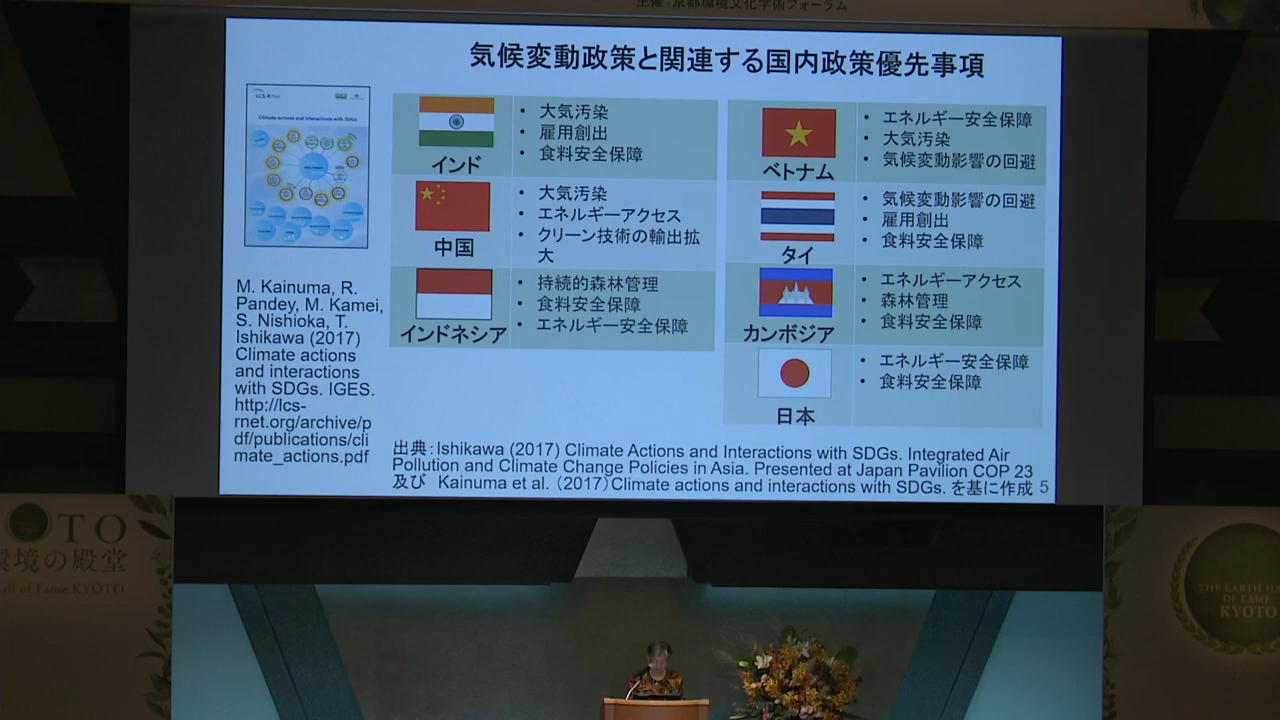 主催：京都環境文化学術フォーラム
気候変動政策と関連する国内政策優先事項
Climate actions and interactions with SDGs
M. Kainuma, R.
Pandey, M. Kamei,
S. Nishioka, T.
Ishikawa (2017)
Climate actions
and interactions
with SDGs. IGES.
http://lcs-
rnet.org/archive/p
df/publications/cli
mate_actions.pdf
インド
• 大気汚染
• 雇用創出
• 食料安全保障
中国
• 大気汚染
• エネルギーアクセス
• クリーン技術の輸出拡
大
インドネシア
• 持続的森林管理
• 食料安全保障
• エネルギー安全保障
ベトナム
• エネルギー安全保障
• 大気汚染
• 気候変動影響の回避
タイ
• 気候変動影響の回避
• 雇用創出
• 食料安全保障
カンボジア
• エネルギーアクセス
• 森林管理
• 食料安全保障
日本
• エネルギー安全保障
• 食料安全保障
出典：Ishikawa (2017) Climate Actions and Interactions with SDGs. Integrated Air
Pollution and Climate Change Policies in Asia. Presented at Japan Pavilion COP 23
及び Kainuma et al.（2017)Climate actions and interactions with SDGs. を基に作成
5
OTO
環境の殿堂
all of Fame KYOTO
THE EARTH HA
OF FAME
KYOTO